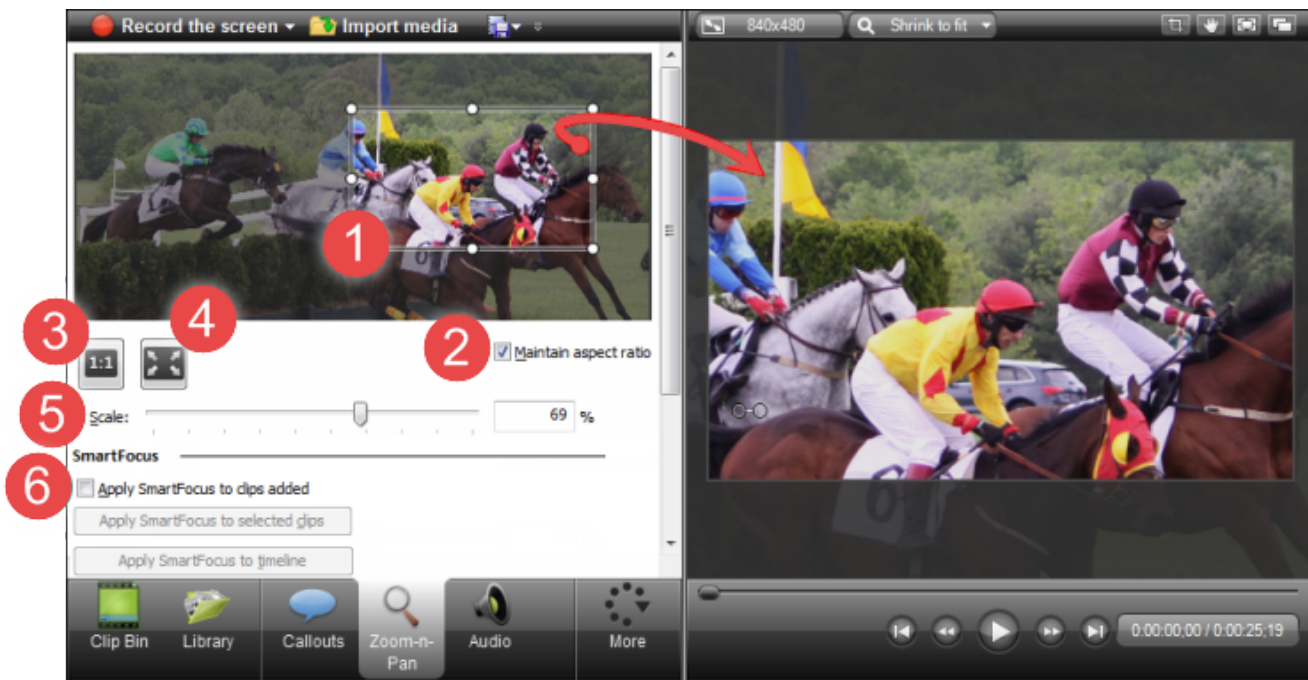 Record the screen
Import media
840x480
Shrink to fit
1
3
4
2
1:1
Maintain aspect ratio
5
Scale:
69 %
SmartFocus
6
Apply SmartFocus to clips added
Apply SmartFocus to selected clips
Apply SmartFocus to timeline
Clip Bin
Library
Callouts
Zoom-n-
Pan
Audio
More
0:00:00;00 / 0:00:25;19